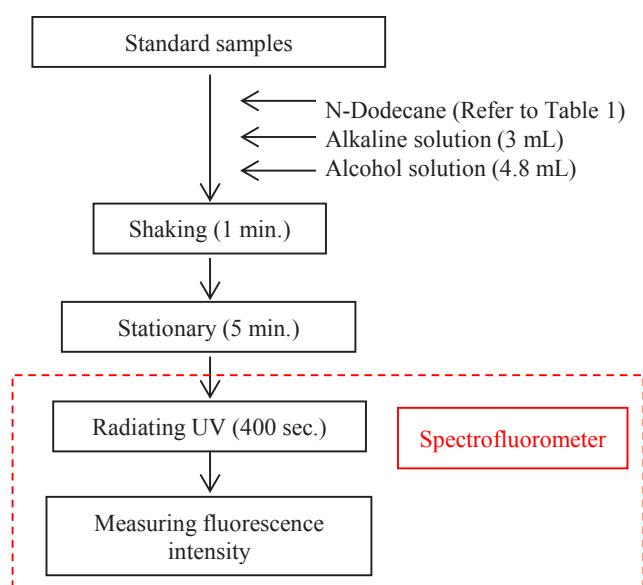 Standard samples
N-Dodecane (Refer to Table 1)
Alkaline solution (3 mL)
Alcohol solution (4.8 mL)
Shaking (1 min.)
Stationary (5 min.)
Radiating UV (400 sec.)
Spectrofluorometer
Measuring fluorescence
intensity